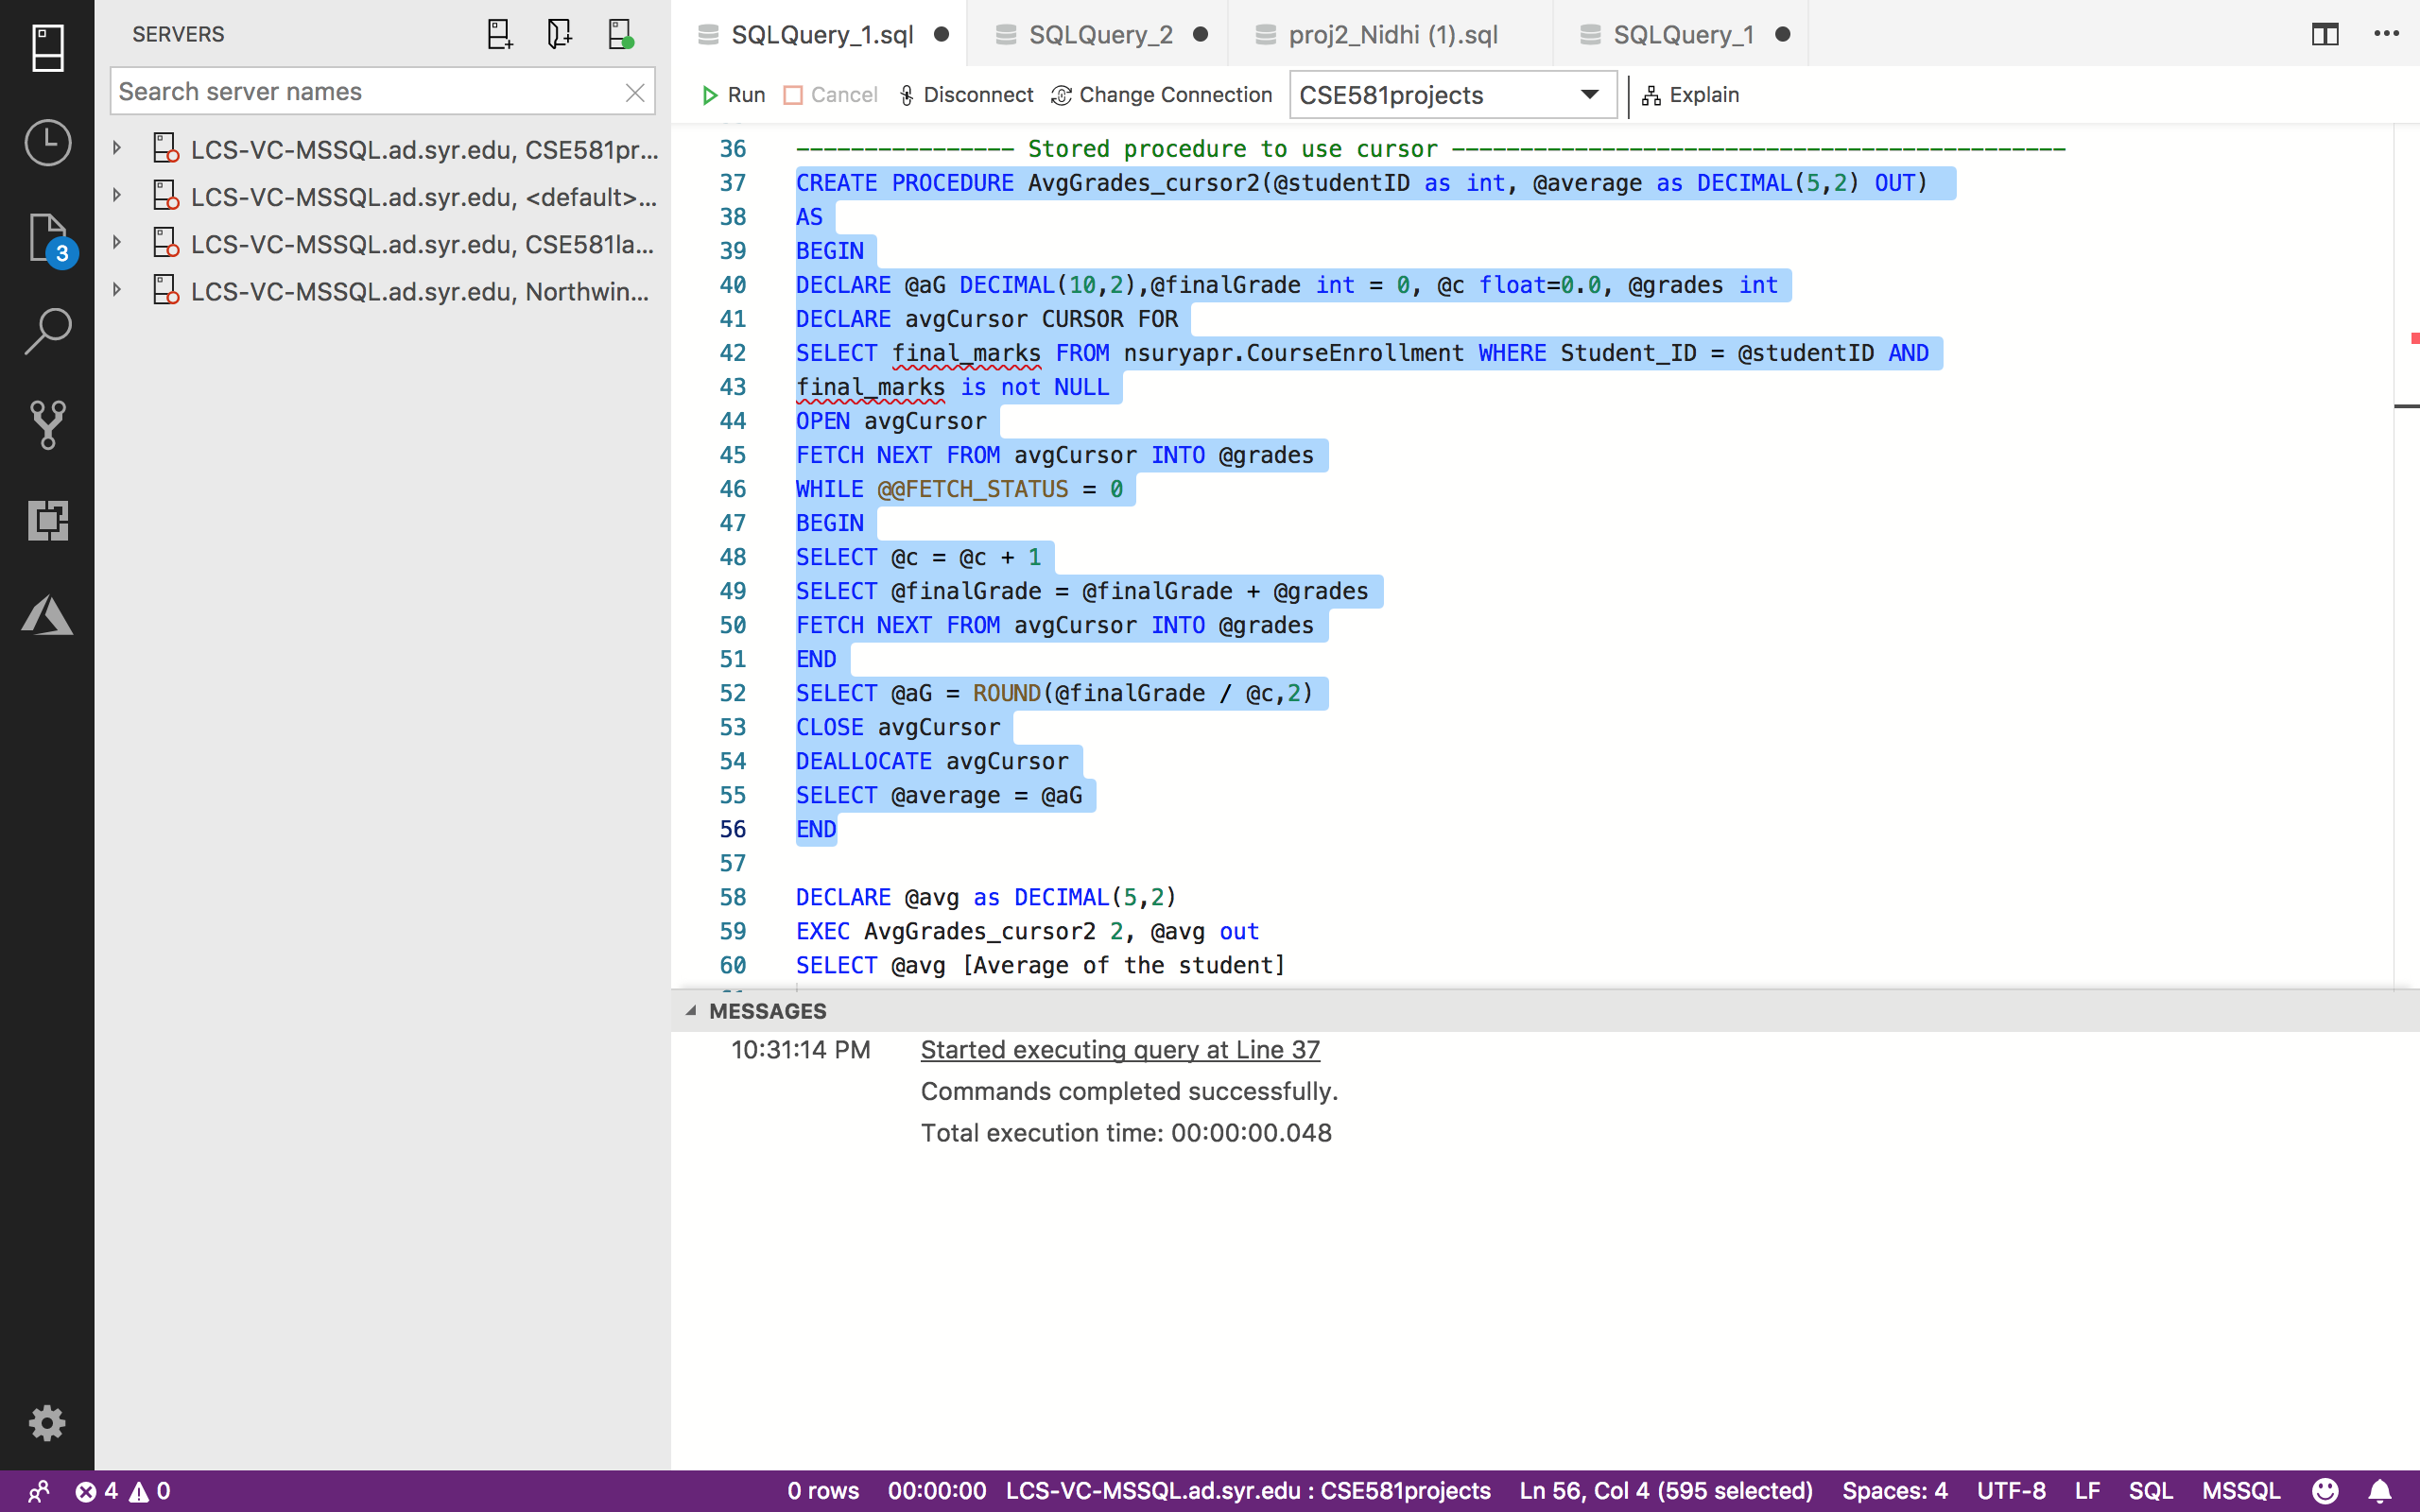 SERVERS
Search server names
LCS-VC-MSSQL.ad.syr.edu, CSE581pr...
LCS-VC-MSSQL.ad.syr.edu, <default>...
LCS-VC-MSSQL.ad.syr.edu, CSE581la...
LCS-VC-MSSQL.ad.syr.edu, Northwin...
3
SQLQuery_1.sql
SQLQuery_2
proj2_Nidhi (1).sql
SQLQuery_1
Run Cancel Disconnect Change Connection CSE581projects Explain
36 ---------------- Stored procedure to use cursor ---------------------------------------------
37 CREATE PROCEDURE AvgGrades_cursor2(@studentID as int, @average as DECIMAL(5,2) OUT)
38 AS
39 BEGIN
40 DECLARE @aG DECIMAL(10,2),@finalGrade int = 0, @c float=0.0, @grades int
41 DECLARE avgCursor CURSOR FOR
42 SELECT final_marks FROM nsuryapr.CourseEnrollment WHERE Student_ID = @studentID AND
43 final_marks is not NULL
44 OPEN avgCursor
45 FETCH NEXT FROM avgCursor INTO @grades
46 WHILE @@FETCH_STATUS = 0
47 BEGIN
48 SELECT @c = @c + 1
49 SELECT @finalGrade = @finalGrade + @grades
50 FETCH NEXT FROM avgCursor INTO @grades
51 END
52 SELECT @aG = ROUND(@finalGrade / @c,2)
53 CLOSE avgCursor
54 DEALLOCATE avgCursor
55 SELECT @average = @aG
56 END
57
58 DECLARE @avg as DECIMAL(5,2)
59 EXEC AvgGrades_cursor2 2, @avg out
60 SELECT @avg [Average of the student]
MESSAGES
10:31:14 PM Started executing query at Line 37
Commands completed successfully.
Total execution time: 00:00:00.048
4 0 0 rows 00:00:00 LCS-VC-MSSQL.ad.syr.edu : CSE581projects Ln 56, Col 4 (595 selected) Spaces: 4 UTF-8 LF SQL MSSQL